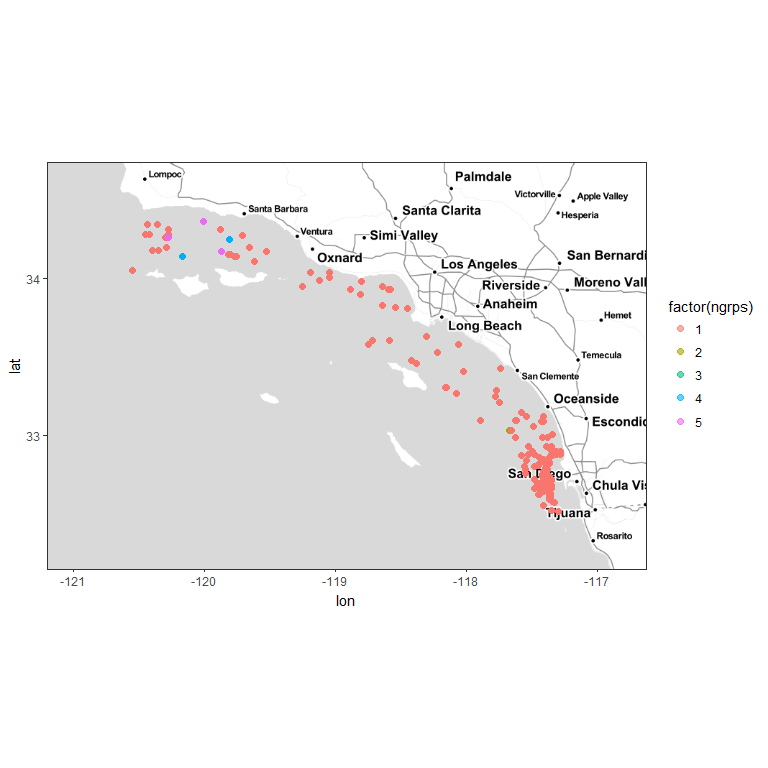 Lompoc
Palmdale
Victorville
Apple Valley
Santa Barbara
Santa Clarita
Hesperia
Ventura
Simi Valley
Oxnard
San Bernardi
Los Angeles
Riverside
Moreno Vall
Anaheim
Long Beach
Hemet
Temecula
San Clemente
Oceanside
Escondic
San Diego
Chula Vis
Tijuana
Rosarito
34
33
lat
-121
-120
-119
-118
-117
lon
factor(ngrps)
1
2
3
4
5